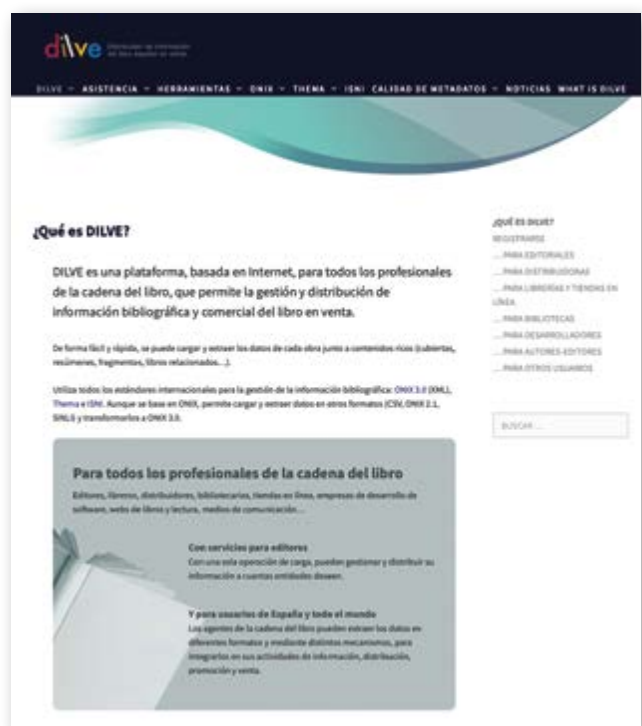 dilve
DILVE ASISTENCIA HERRAMIENTAS ONIX THEMA ISNI CALIDAD DE METADATOS NOTICIAS WHAT IS DILVE
¿Qué es DILVE?
DILVE es una plataforma, basada en Internet, para todos los profesionales
de la cadena del libro, que permite la gestión y distribución de
información bibliográfica y comercial del libro en venta.
De forma fácil y rápida, se puede cargar y extraer los datos de cada obra junto a contenidos ricos (cubiertas,
resúmenes, fragmentos, libros relacionados...).
Utiliza todos los estándares internacionales para la gestión de la información bibliográfica: ONIX 3.0 (XML),
Thema e ISNI. Aunque se base en ONIX, permite cargar y extraer datos en otros formatos (CSV, ONIX 2.1,
SINLI) y transformarlos a ONIX 3.0.
Para todos los profesionales de la cadena del libro
Editores, libreros, distribuidores, bibliotecarios, tiendas en línea, empresas de desarrollo de
software, webs de libros y lectura, medios de comunicación...
Con servicios para editores
Con una sola operación de carga, pueden gestionar y distribuir su
información a cuantas entidades deseen.
Y para usuarios de España y todo el mundo
Los agentes de la cadena del libro pueden extraer los datos en
diferentes formatos y mediante distintos mecanismos, para
integrarlos en sus actividades de información, distribución,
promoción y venta.
¿QUÉ ES DILVE?
REGISTRARSE
... PARA EDITORIALES
... PARA DISTRIBUIDORAS
... PARA LIBRERÍAS Y TIENDAS EN
LÍNEA
... PARA BIBLIOTECAS
... PARA DESARROLLADORES
... PARA AUTORES-EDITORES
... PARA OTROS USUARIOS
BUSCAR ...